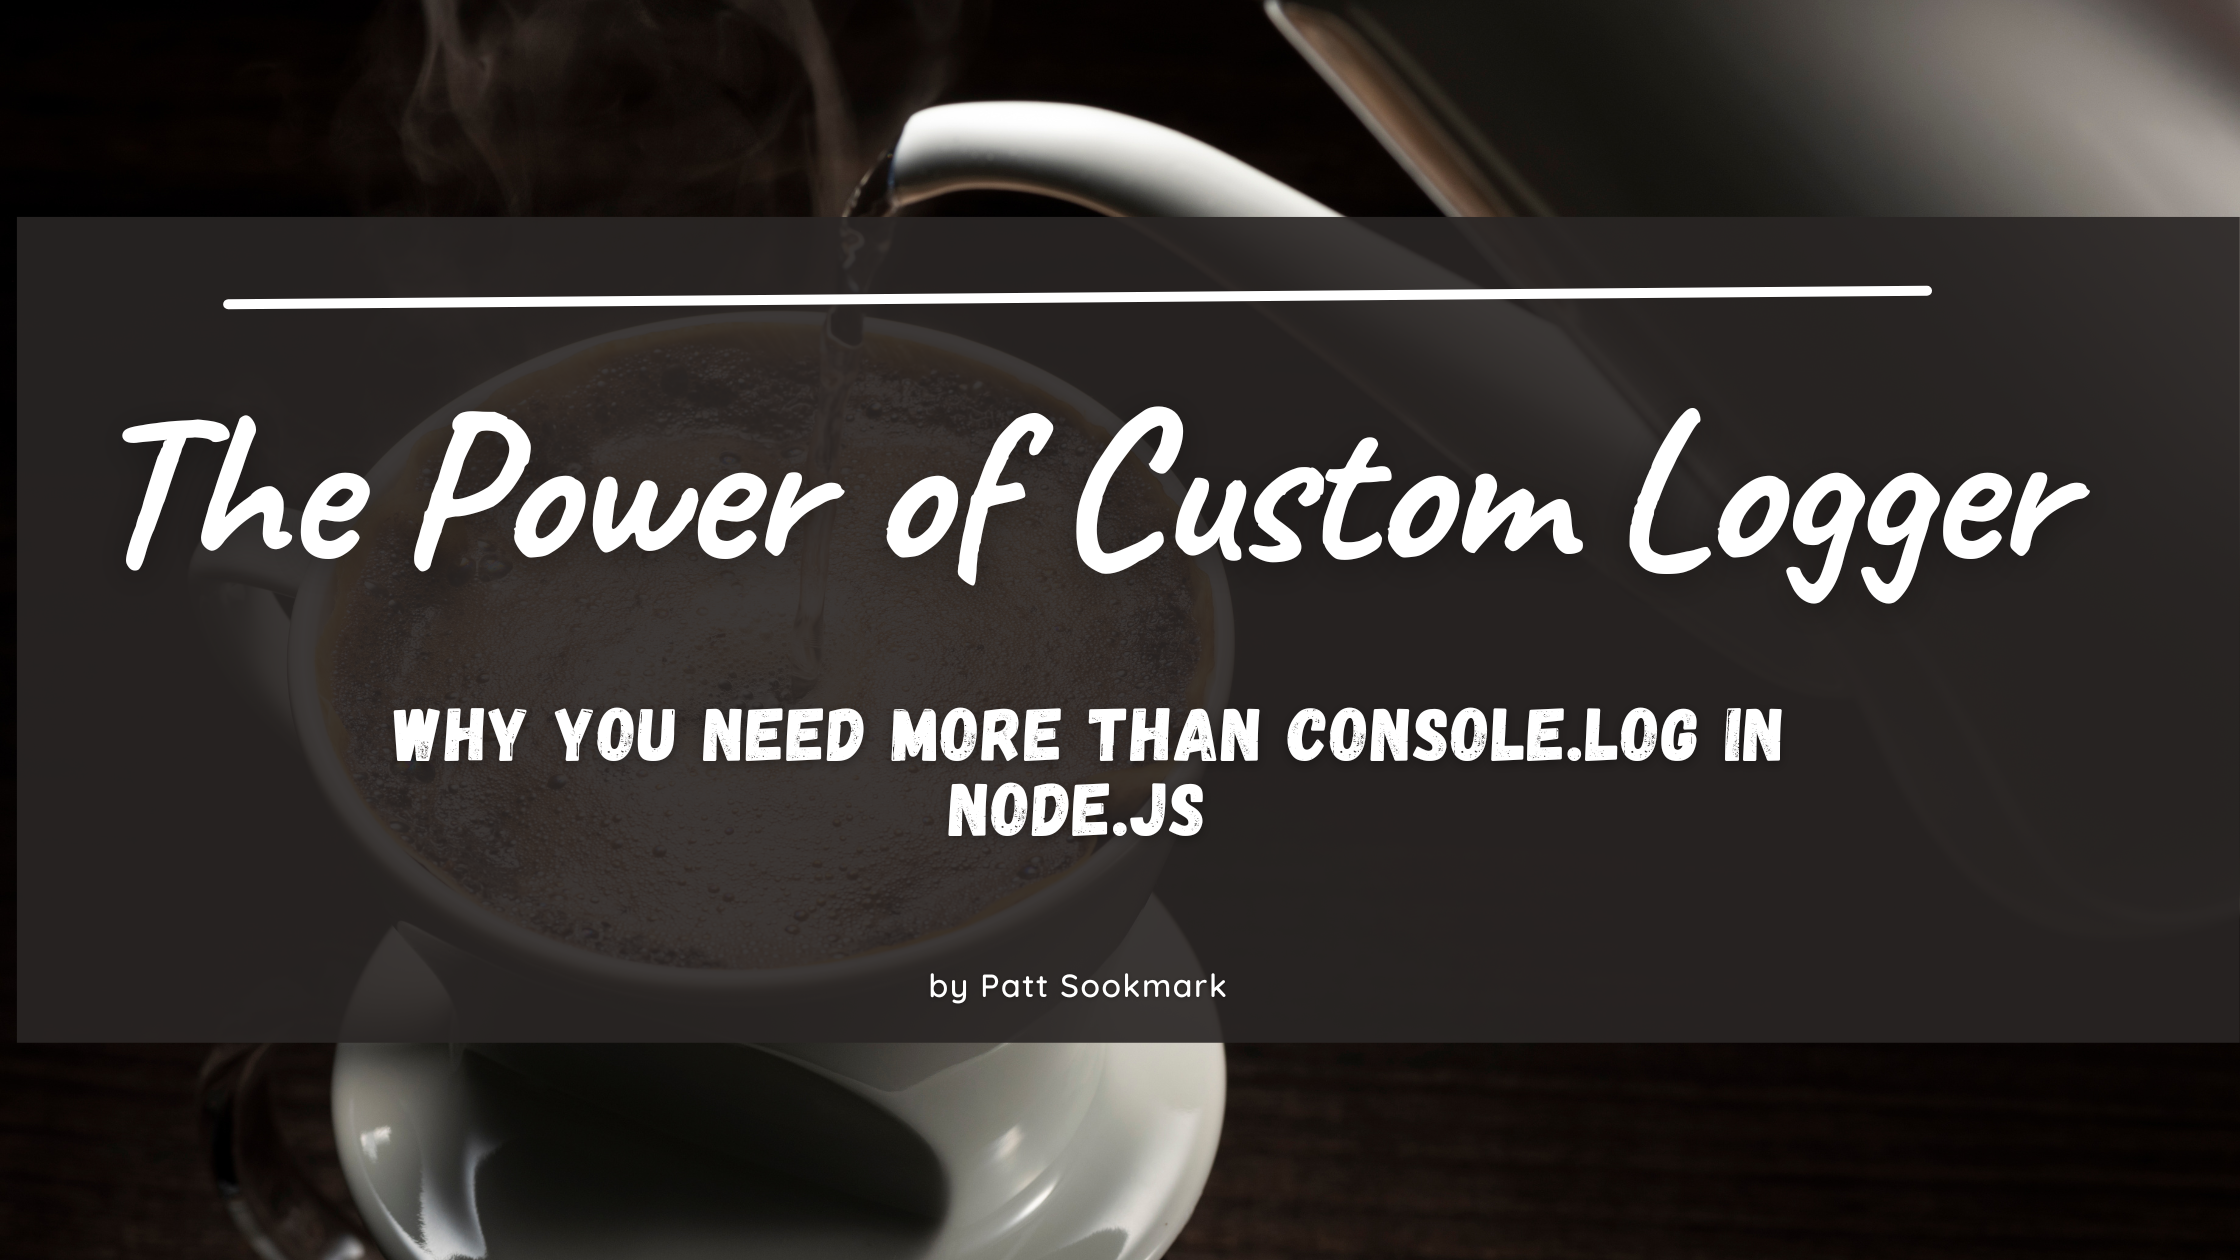 The Power of Custom Logger
WHY YOU NEED MORE THAN CONSOLE.LOG IN
NODE.JS
by Patt Sookmark